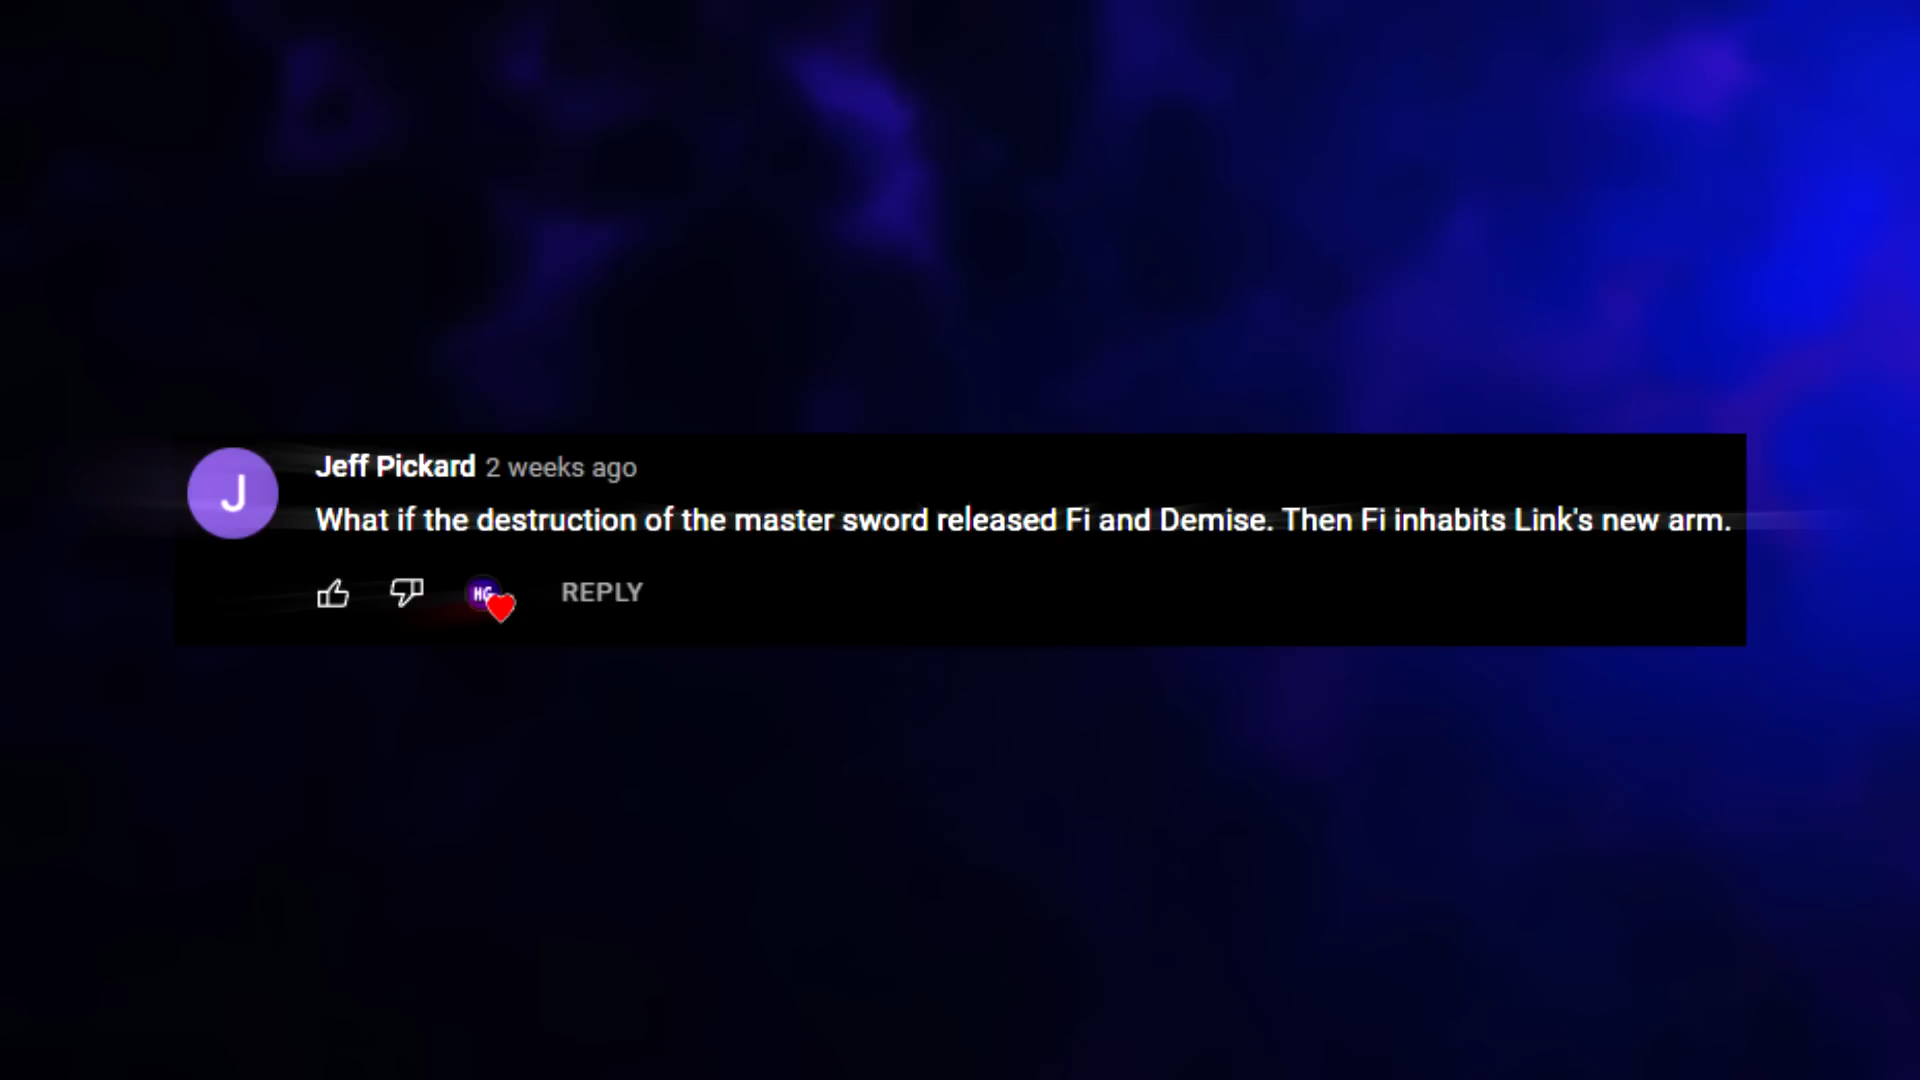 J
Jeff Pickard 2 weeks ago
What if the destruction of the master sword released Fi and Demise. Then Fi inhabits Link's new arm.
HG REPLY